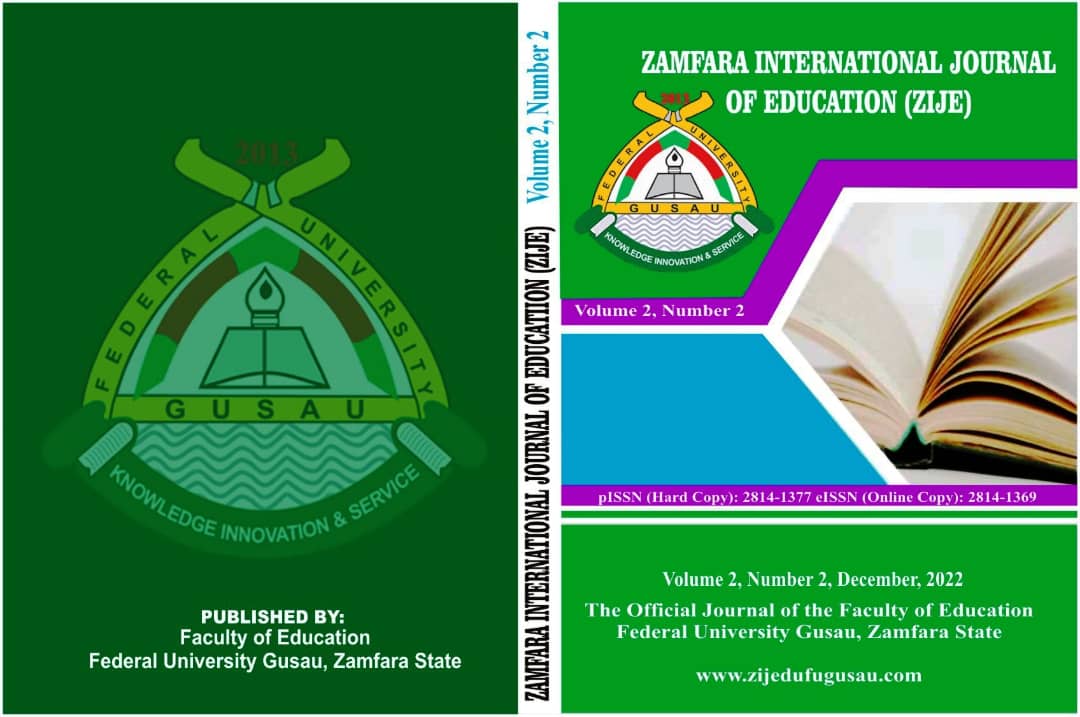 2013
FEDERAL UNIVERSITY
GUSAU
KNOWLEDGE INNOVATION & SERVICE
PUBLISHED BY:
Faculty of Education
Federal University Gusau, Zamfara State
ZAMFARA INTERNATIONAL JOURNAL OF EDUCATION (ZIJE) Volume 2, Number 2
ZAMFARA INTERNATIONAL JOURNAL
OF EDUCATION (ZIJE)
2013
FEDERAL UNIVERSITY
GUSAU
KNOWLEDGE INNOVATION & SERVICE
Volume 2, Number 2
pISSN (Hard Copy): 2814-1377 eISSN (Online Copy): 2814-1369
Volume 2, Number 2, December, 2022
The Official Journal of the Faculty of Education
Federal University Gusau, Zamfara State
www.zijedufugusau.com